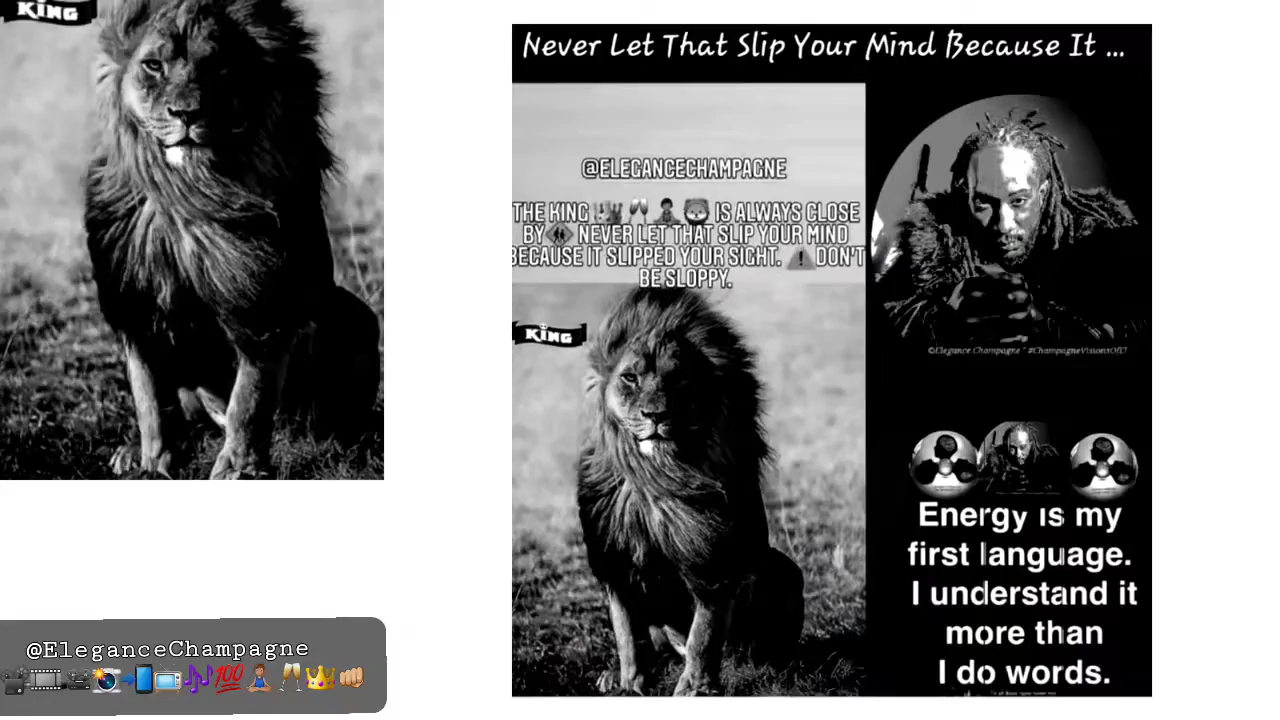 KING
Never Let That Slip Your Mind Because It ...
@ELEGANCECHAMPAGNE
THE KING 👑🥂🧘🏽‍♂️🦁 IS ALWAYS CLOSE
BY 🚸 NEVER LET THAT SLIP YOUR MIND
BECAUSE IT SLIPPED YOUR SIGHT. ⚠️ DON'T
BE SLOPPY.
KING
©Elegance Champagne ~ #ChampagneVisionsOfLT
Energy is my
first language.
I understand it
more than
I do words.
@EleganceChampagne
🎥🎞📽📸➡📱📺🎶💯🧘🏽‍♂️🥂👑👊🏽